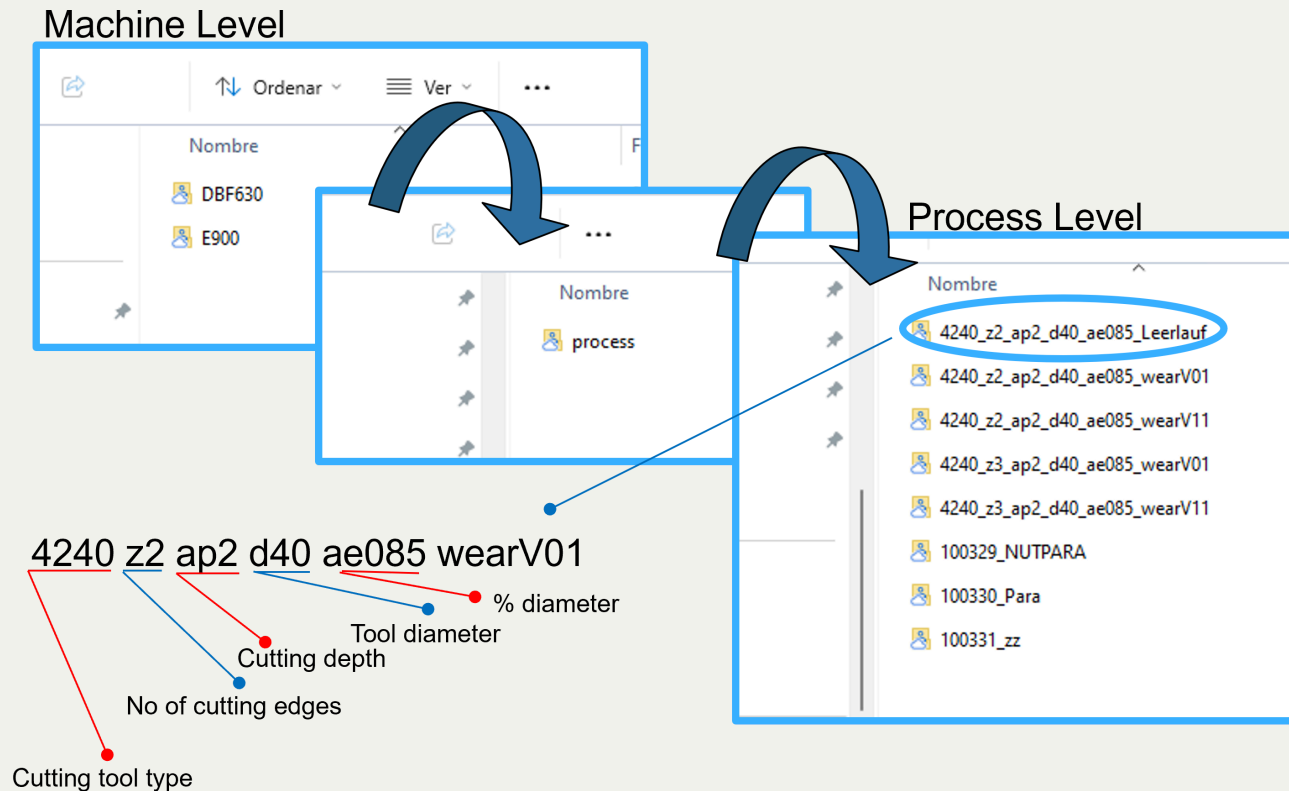 Machine Level
Ordenar
Ver
Nombre
F
DBF630
E900
Nombre
process
Process Level
Nombre
4240_z2_ap2_d40_ae085_Leerlauf
4240_z2_ap2_d40_ae085_wearV01
4240_z2_ap2_d40_ae085_wearV11
4240_z3_ap2_d40_ae085_wearV01
4240_z3_ap2_d40_ae085_wearV11
100329_NUTPARA
100330_Para
100331_zz
4240 z2 ap2 d40 ae085 wearV01
% diameter
Tool diameter
Cutting depth
No of cutting edges
Cutting tool type